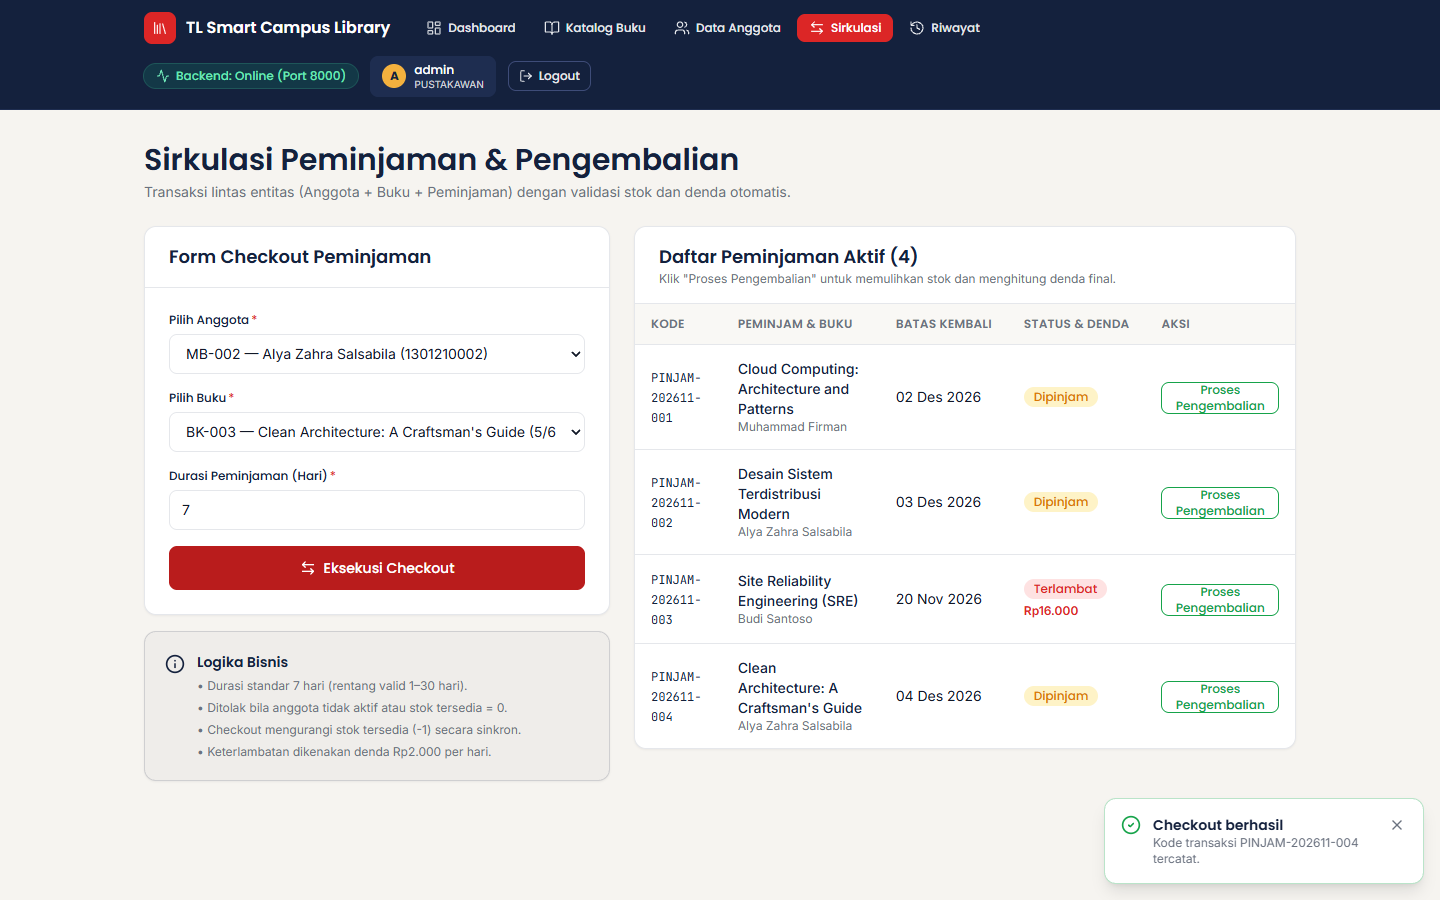 TL Smart Campus Library
Dashboard
Katalog Buku
Data Anggota
Sirkulasi
Riwayat
Backend: Online (Port 8000)
A
admin
PUSTAKAWAN
Logout
Sirkulasi Peminjaman & Pengembalian
Transaksi lintas entitas (Anggota + Buku + Peminjaman) dengan validasi stok dan denda otomatis.
Form Checkout Peminjaman
Pilih Anggota *
MB-002 — Alya Zahra Salsabila (1301210002)
Pilih Buku *
BK-003 — Clean Architecture: A Craftsman's Guide (5/6
Durasi Peminjaman (Hari) *
7
Eksekusi Checkout
Logika Bisnis
• Durasi standar 7 hari (rentang valid 1–30 hari).
• Ditolak bila anggota tidak aktif atau stok tersedia = 0.
• Checkout mengurangi stok tersedia (-1) secara sinkron.
• Keterlambatan dikenakan denda Rp2.000 per hari.
Daftar Peminjaman Aktif (4)
Klik "Proses Pengembalian" untuk memulihkan stok dan menghitung denda final.
KODE PEMINJAM & BUKU BATAS KEMBALI STATUS & DENDA AKSI
PINJAM-
202611-
001
Cloud Computing:
Architecture and
Patterns
Muhammad Firman
02 Des 2026
Dipinjam
Proses
Pengembalian
PINJAM-
202611-
002
Desain Sistem
Terdistribusi
Modern
Alya Zahra Salsabila
03 Des 2026
Dipinjam
Proses
Pengembalian
PINJAM-
202611-
003
Site Reliability
Engineering (SRE)
Budi Santoso
20 Nov 2026
Terlambat
Rp16.000
Proses
Pengembalian
PINJAM-
202611-
004
Clean
Architecture: A
Craftsman's Guide
Alya Zahra Salsabila
04 Des 2026
Dipinjam
Proses
Pengembalian
Checkout berhasil
Kode transaksi PINJAM-202611-004
tercatat.